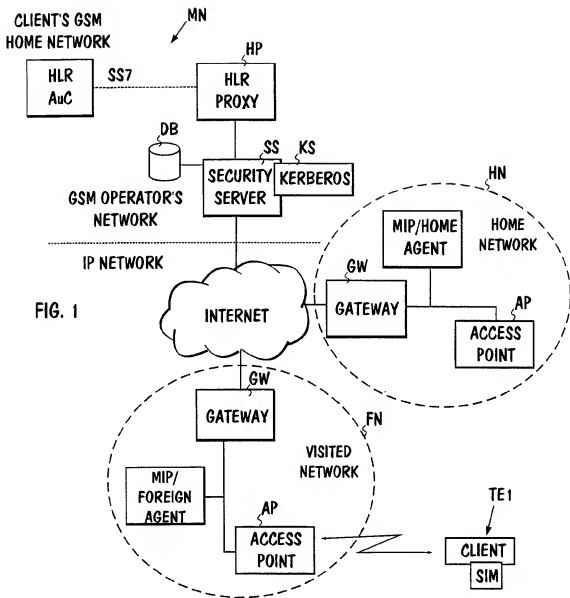 CLIENT'S GSM
HOME NETWORK
MN
HLR
AuC
SS7
HP
HLR
PROXY
DB
SS
KS
SECURITY
SERVER
KERBEROS
GSM OPERATOR'S
NETWORK
IP NETWORK
HN
MIP/HOME
AGENT
HOME
NETWORK
FIG. 1
INTERNET
GW
GATEWAY
AP
ACCESS
POINT
GW
GATEWAY
FN
VISITED
NETWORK
MIP/
FOREIGN
AGENT
AP
ACCESS
POINT
TE1
CLIENT
SIM